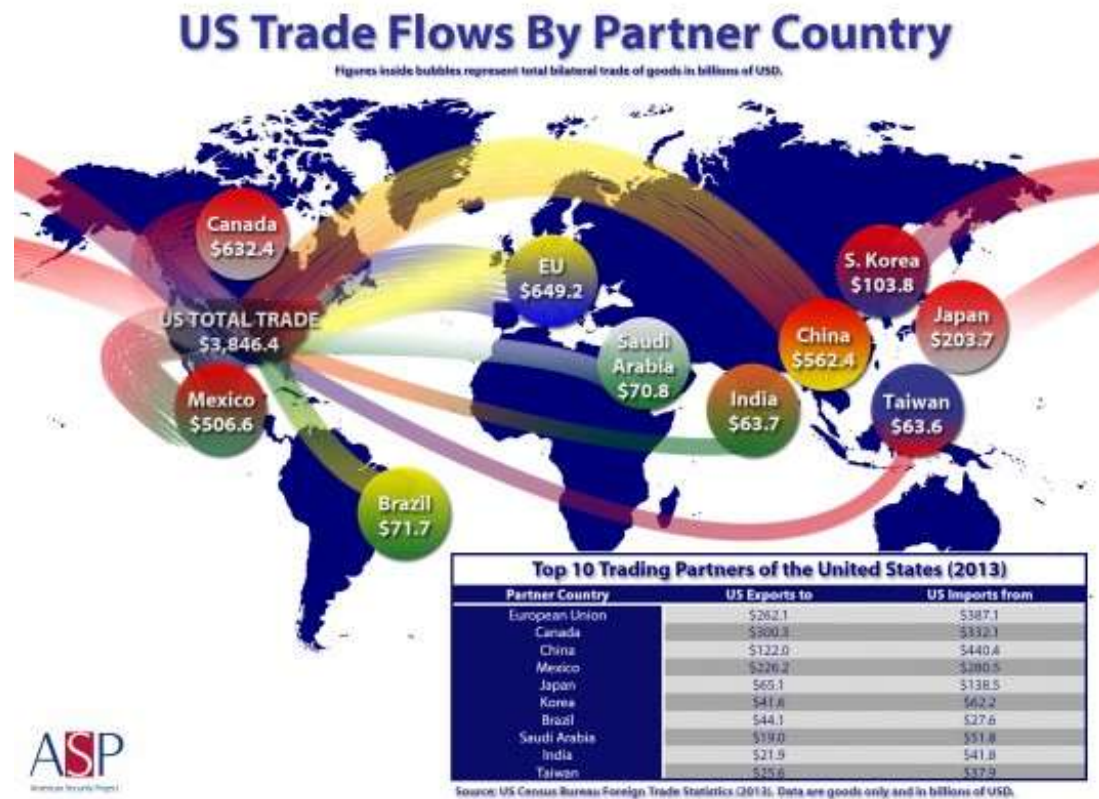 US Trade Flows By Partner Country
Figures inside bubbles represent total bilateral trade of goods in billions of USD.
Canada
$632.4
EU
$649.2
S. Korea
$103.8
US TOTAL TRADE
$3,846.4
Saudi
Arabia
$70.8
China
$562.4
Japan
$203.7
Mexico
$506.6
India
$63.7
Taiwan
$63.6
Brazil
$71.7
Top 10 Trading Partners of the United States (2013)
Partner Country US Exports to US Imports from
European Union $262.1 $387.1
Canada $300.3 $332.1
China $122.0 $440.4
Mexico $226.2 $280.5
Japan $65.1 $138.5
Korea $41.6 $62.2
Brazil $44.1 $27.6
Saudi Arabia $19.0 $51.8
India $21.9 $41.8
Taiwan $25.6 $37.9
ASP
American Security Project
Source: US Census Bureau Foreign Trade Statistics (2013). Data are goods only and in billions of USD.